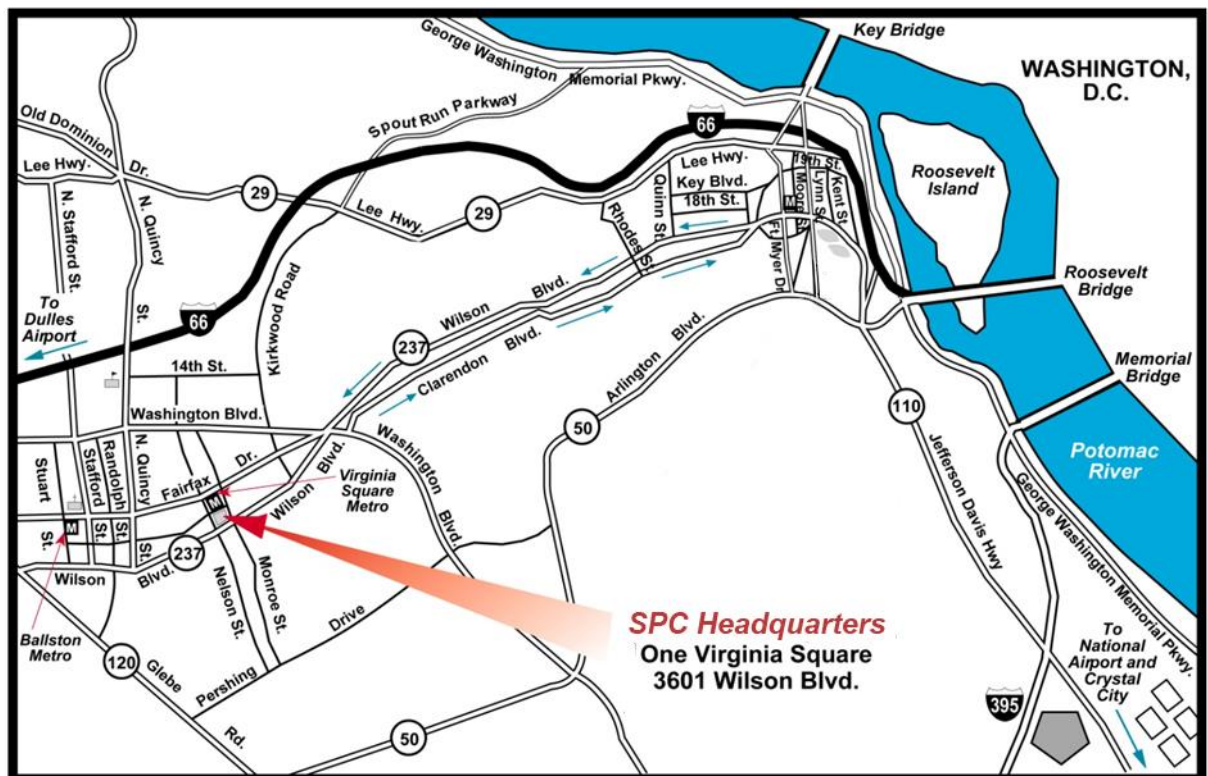 George Washington
Memorial Pkwy.
Key Bridge
WASHINGTON,
D.C.
Old Dominion
Dr.
Lee Hwy.
Spout Run Parkway
66
Lee Hwy.
19th St.
Key Blvd.
18th St.
Quinn St.
Moore St.
Lynn St.
Kent St.
M
Roosevelt
Island
N. Stafford St.
N. Quincy
St.
29
Lee Hwy.
29
Rhodes St.
Ft. Myer Dr.
Kirkwood Road
To
Dulles
Airport
66
Wilson
Blvd.
237
Clarendon
Blvd.
Arlington
Blvd.
Roosevelt
Bridge
Memorial
Bridge
14th St.
Washington Blvd.
50
110
Washington
Blvd.
Potomac
River
Stuart
St.
Stafford
St.
Randolph
St.
N. Quincy
St.
Fairfax
Dr.
Wilson
Blvd.
Virginia
Square
Metro
M
M
237
Wilson
Blvd.
Nelson St.
Monroe St.
Jefferson Davis Hwy
George Washington Memorial Pkwy.
Ballston
Metro
120
Glebe
Rd.
Pershing
Drive
SPC Headquarters
One Virginia Square
3601 Wilson Blvd.
To
National
Airport and
Crystal
City
395
50